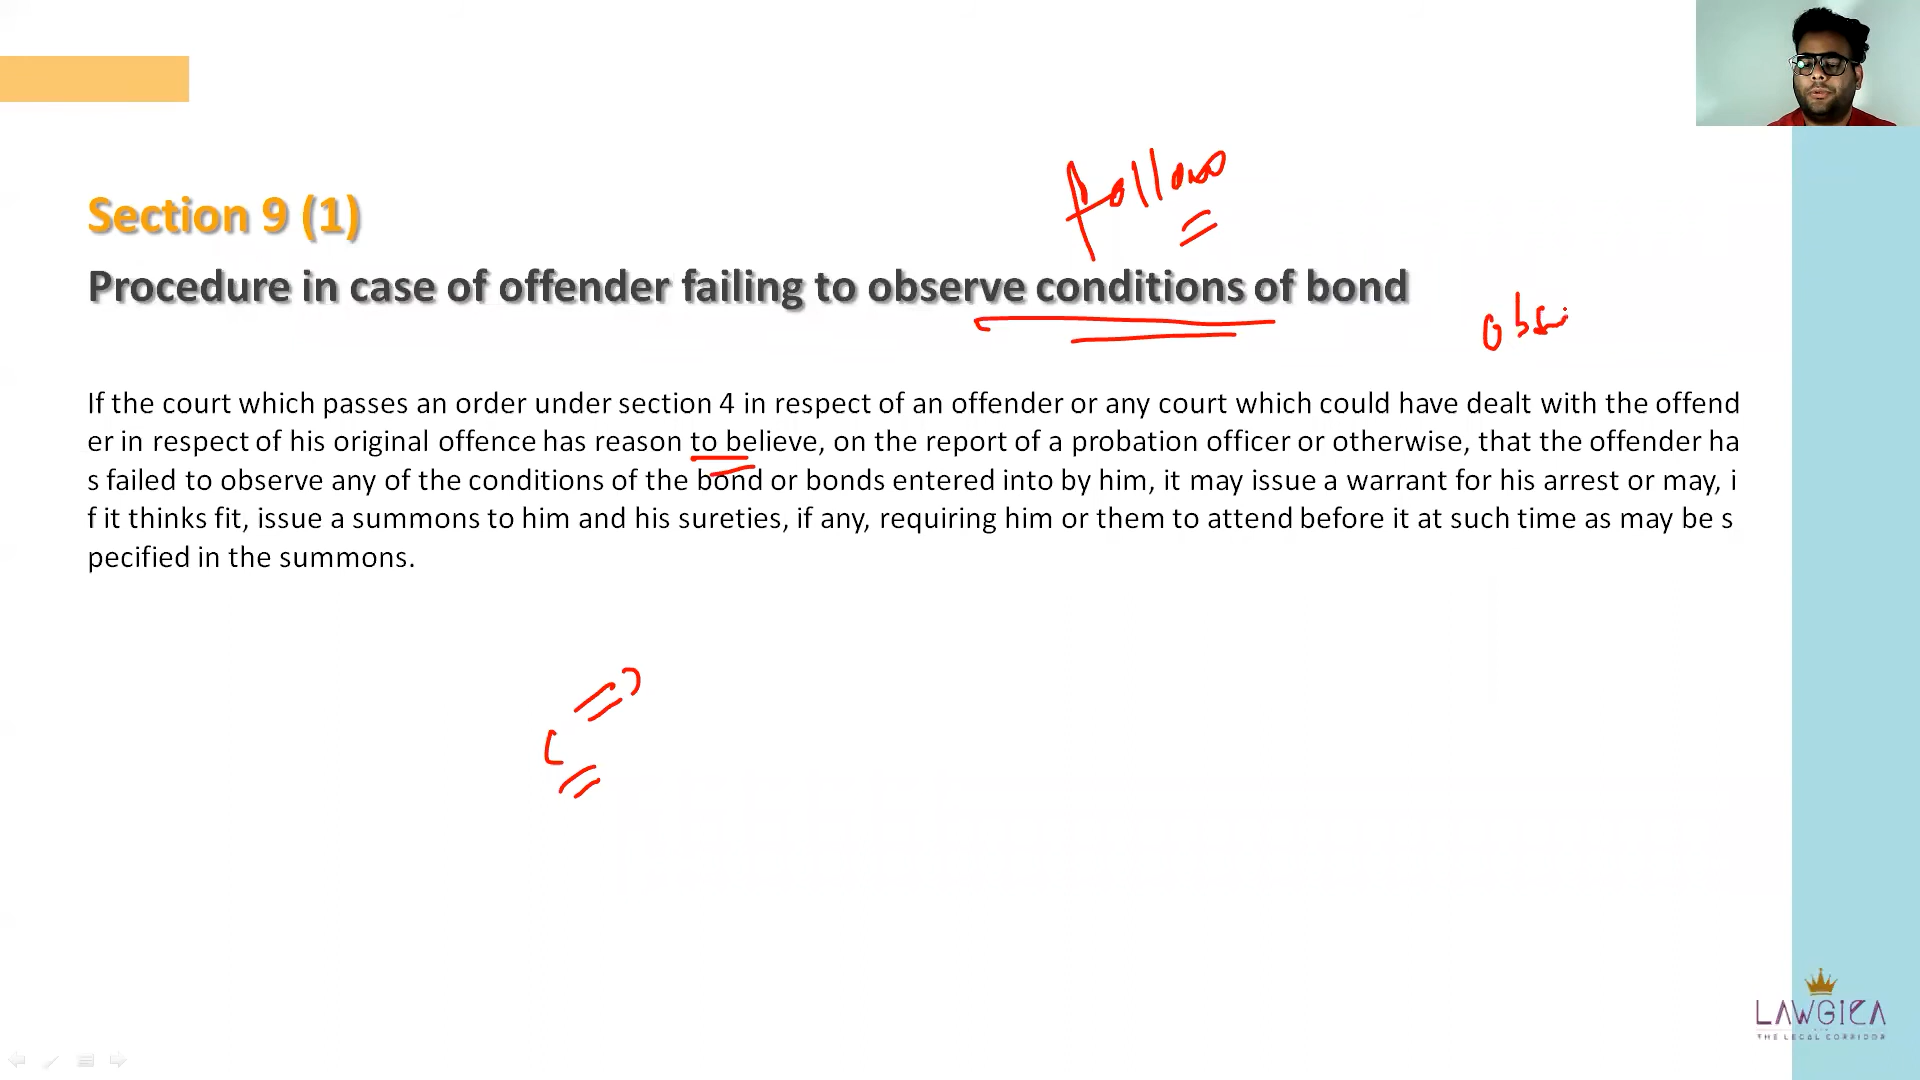 follow
Section 9 (1)
Procedure in case of offender failing to observe conditions of bond
If the court which passes an order under section 4 in respect of an offender or any court which could have dealt with the offend
er in respect of his original offence has reason to believe, on the report of a probation officer or otherwise, that the offender ha
s failed to observe any of the conditions of the bond or bonds entered into by him, it may issue a warrant for his arrest or may, i
f it thinks fit, issue a summons to him and his sureties, if any, requiring him or them to attend before it at such time as may be s
pecified in the summons.
LAWGICA
THE LEGAL CORRIDOR